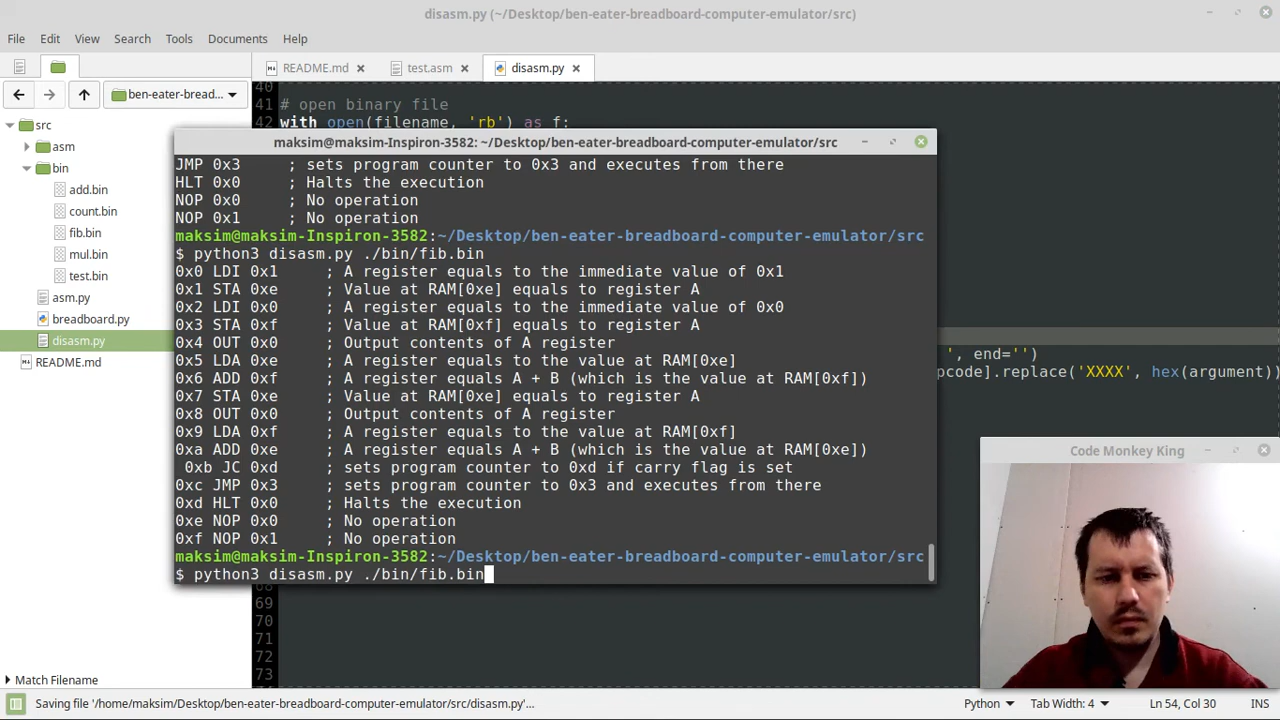 disasm.py (~/Desktop/ben-eater-breadboard-computer-emulator/src)
File Edit View Search Tools Documents Help
README.md test.asm disasm.py
ben-eater-bread...
src
asm
bin
add.bin
count.bin
fib.bin
mul.bin
test.bin
asm.py
breadboard.py
disasm.py
README.md
Match Filename
40
41 # open binary file
42 with open(filename, 'rb') as f:
maksim@maksim-Inspiron-3582: ~/Desktop/ben-eater-breadboard-computer-emulator/src
JMP 0x3 ; sets program counter to 0x3 and executes from there
HLT 0x0 ; Halts the execution
NOP 0x0 ; No operation
NOP 0x1 ; No operation
maksim@maksim-Inspiron-3582:~/Desktop/ben-eater-breadboard-computer-emulator/src
$ python3 disasm.py ./bin/fib.bin
0x0 LDI 0x1 ; A register equals to the immediate value of 0x1
0x1 STA 0xe ; Value at RAM[0xe] equals to register A
0x2 LDI 0x0 ; A register equals to the immediate value of 0x0
0x3 STA 0xf ; Value at RAM[0xf] equals to register A
0x4 OUT 0x0 ; Output contents of A register
0x5 LDA 0xe ; A register equals to the value at RAM[0xe]
0x6 ADD 0xf ; A register equals A + B (which is the value at RAM[0xf])
0x7 STA 0xe ; Value at RAM[0xe] equals to register A
0x8 OUT 0x0 ; Output contents of A register
0x9 LDA 0xf ; A register equals to the value at RAM[0xf]
0xa ADD 0xe ; A register equals A + B (which is the value at RAM[0xe])
0xb JC 0xd ; sets program counter to 0xd if carry flag is set
0xc JMP 0x3 ; sets program counter to 0x3 and executes from there
0xd HLT 0x0 ; Halts the execution
0xe NOP 0x0 ; No operation
0xf NOP 0x1 ; No operation
maksim@maksim-Inspiron-3582:~/Desktop/ben-eater-breadboard-computer-emulator/src
$ python3 disasm.py ./bin/fib.bin
', end='')
pcode].replace('XXXX', hex(argument))
69
70
71
72
73
Code Monkey King
Saving file '/home/maksim/Desktop/ben-eater-breadboard-computer-emulator/src/disasm.py'...
Python Tab Width: 4 Ln 54, Col 30 INS